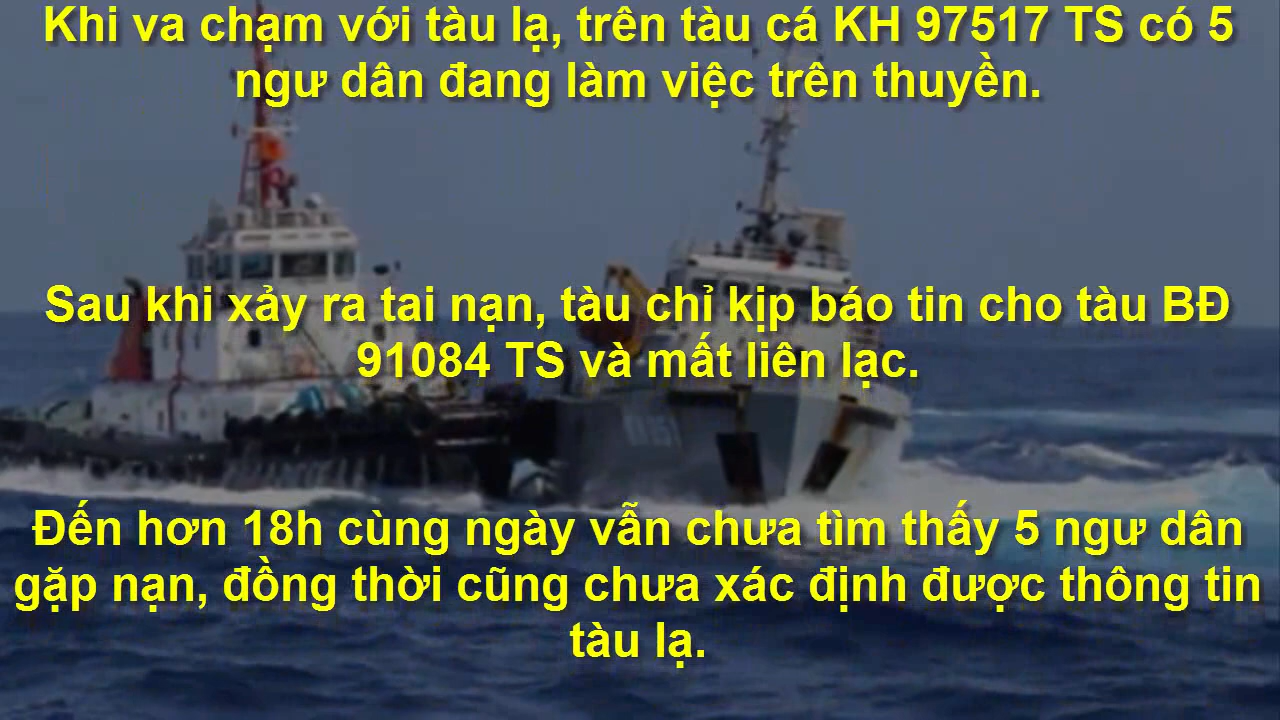 Khi va chạm với tàu lạ, trên tàu cá KH 97517 TS có 5
ngư dân đang làm việc trên thuyền.
Sau khi xảy ra tai nạn, tàu chỉ kịp báo tin cho tàu BĐ
91084 TS và mất liên lạc.
Đến hơn 18h cùng ngày vẫn chưa tìm thấy 5 ngư dân
gặp nạn, đồng thời cũng chưa xác định được thông tin
tàu lạ.